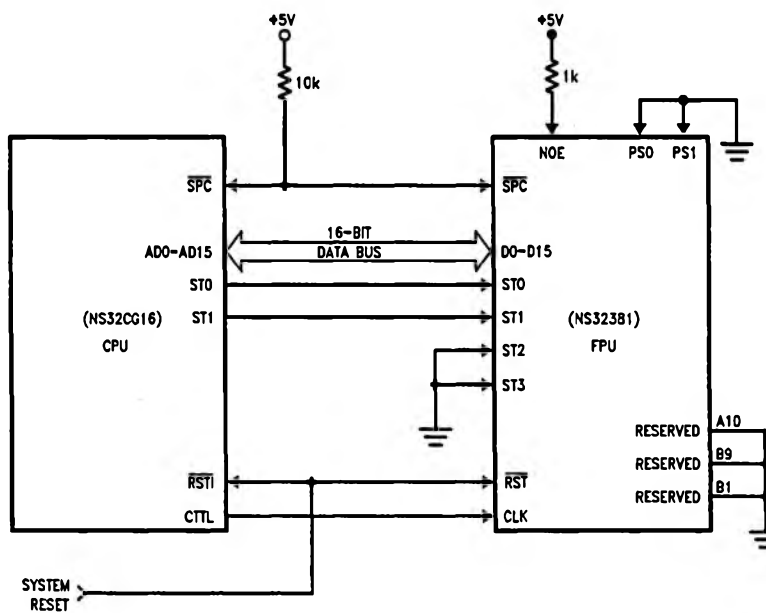 +5V
+5V
10k
1k
NOE
PS0
PS1
SPC
SPC
16-BIT
DATA BUS
AD0-AD15
D0-D15
ST0
ST0
(NS32CG16)
CPU
ST1
ST1
(NS32381)
FPU
ST2
ST3
RESERVED
A10
RESERVED
B9
RESERVED
B1
RSTI
RST
CTTL
CLK
SYSTEM
RESET